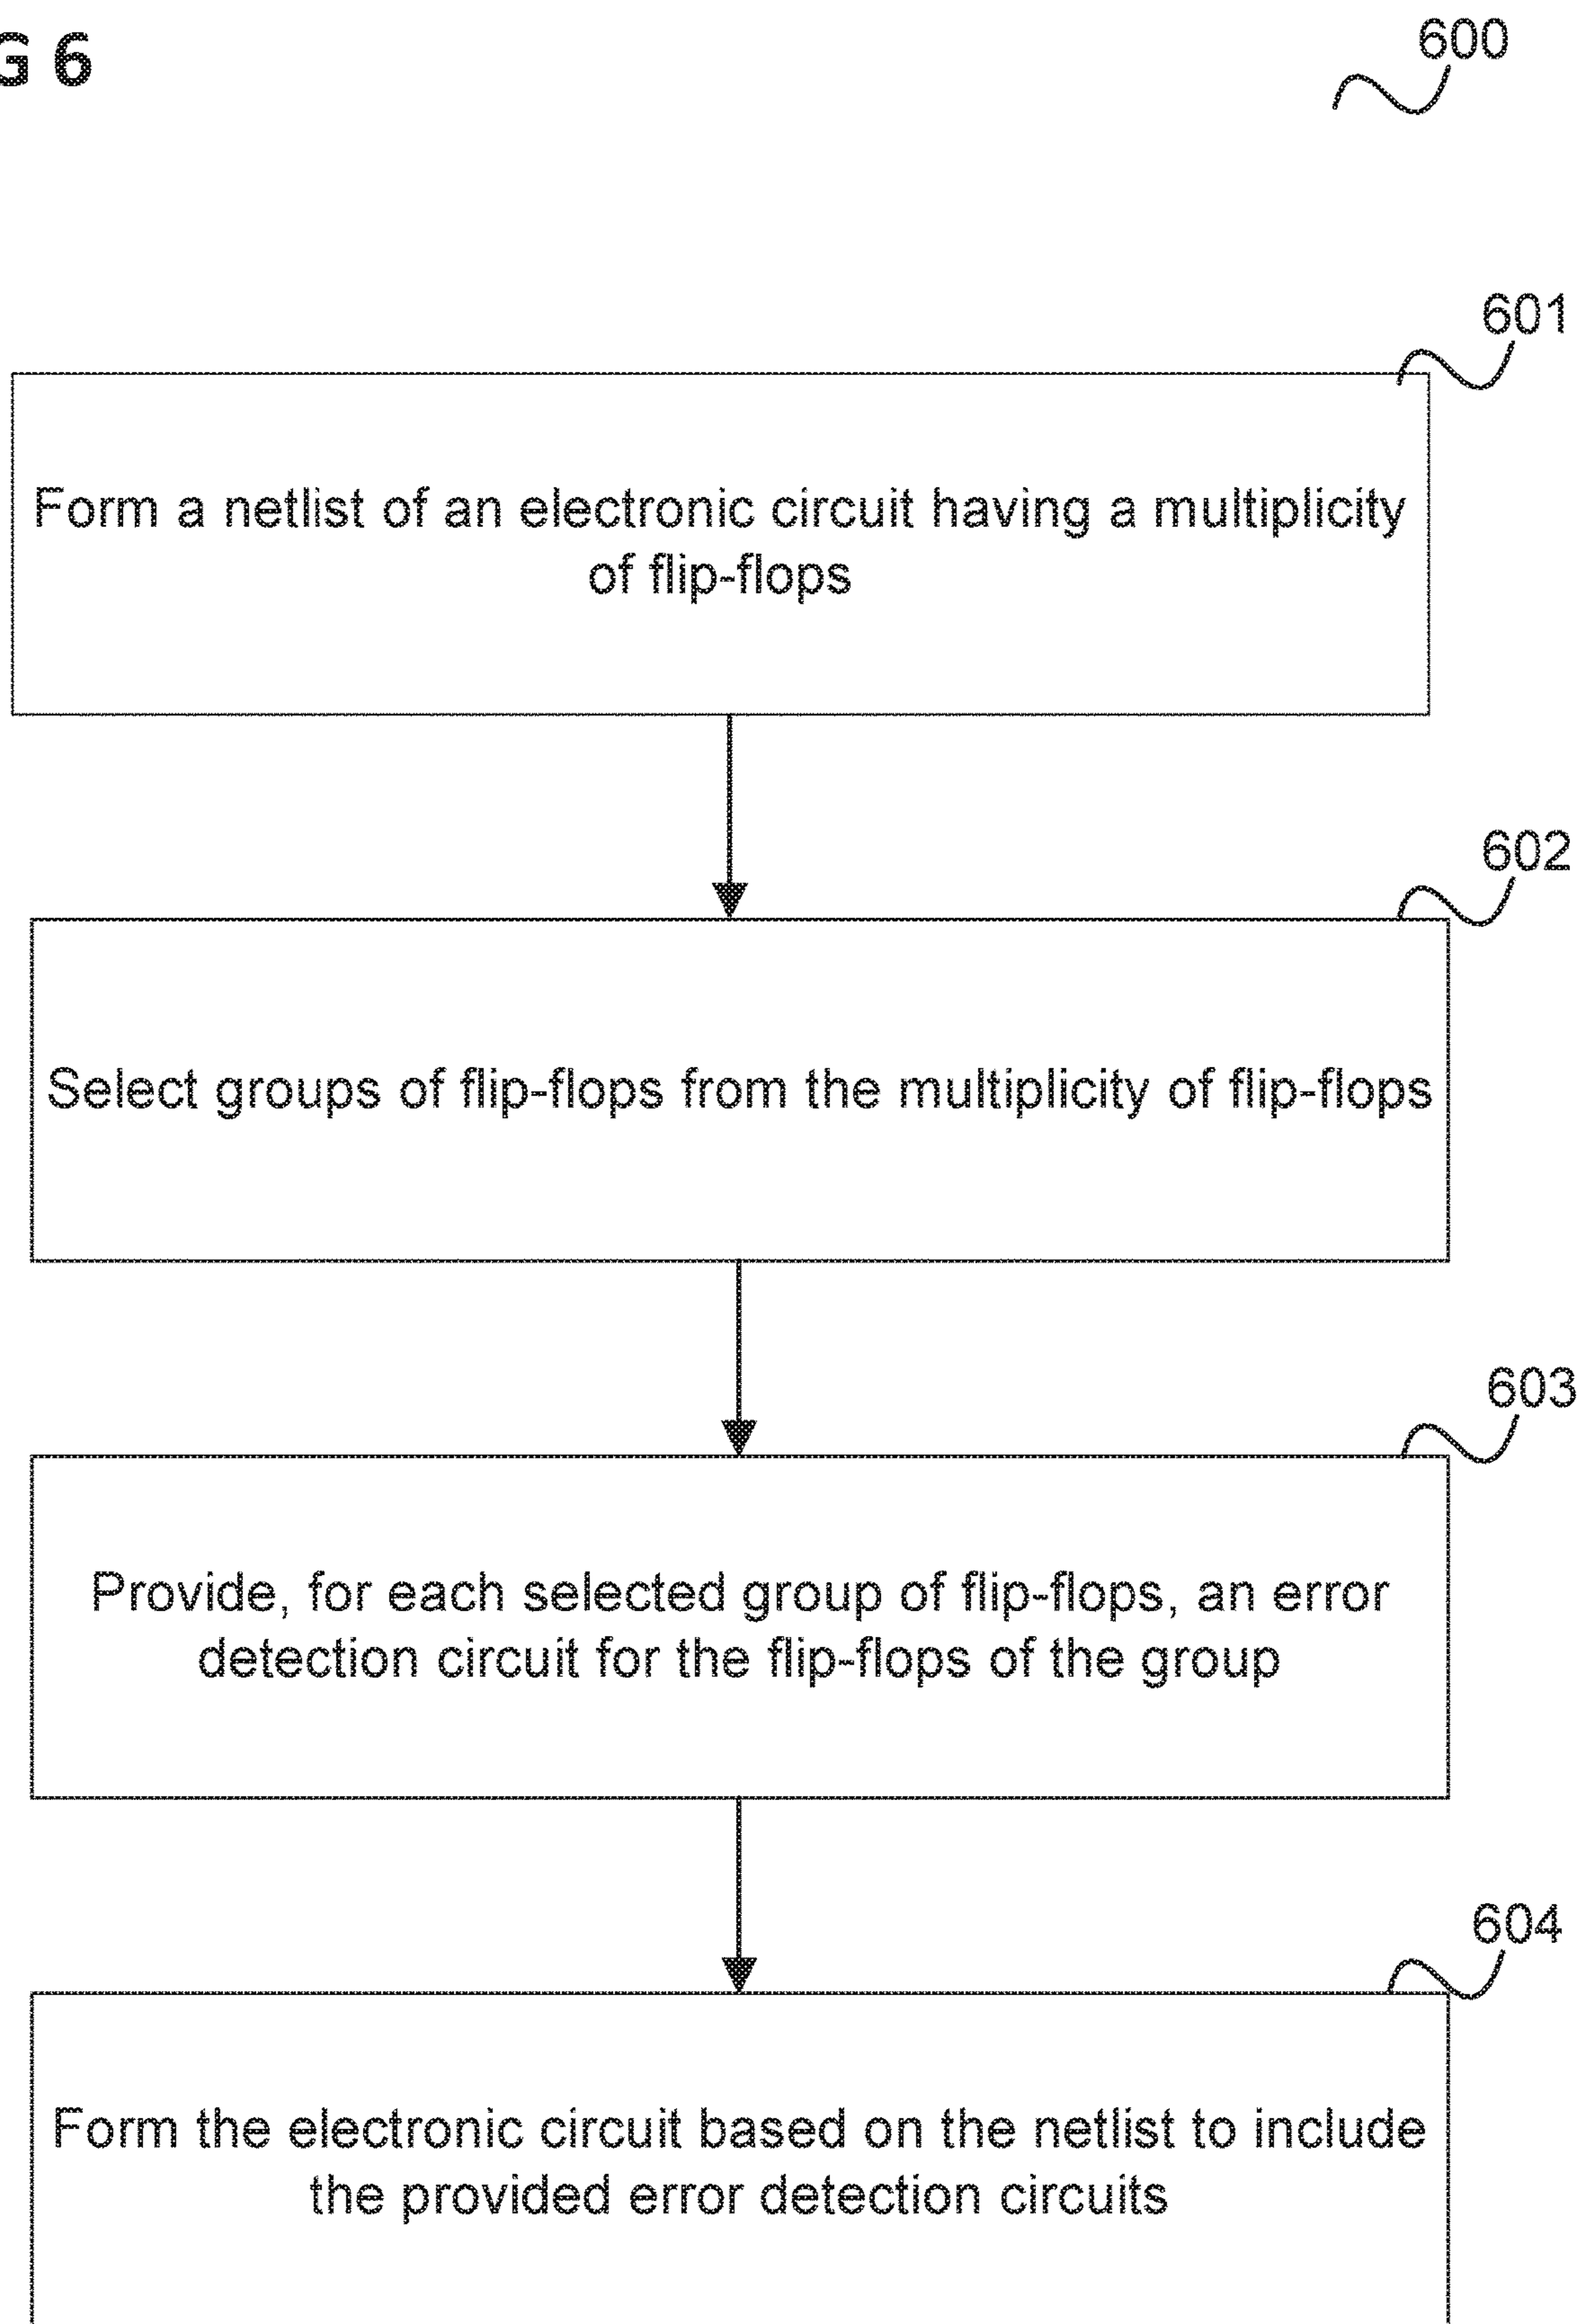 G 6
600
601
Form a netlist of an electronic circuit having a multiplicity
of flip-flops
602
Select groups of flip-flops from the multiplicity of flip-flops
603
Provide, for each selected group of flip-flops, an error
detection circuit for the flip-flops of the group
604
Form the electronic circuit based on the netlist to include
the provided error detection circuits